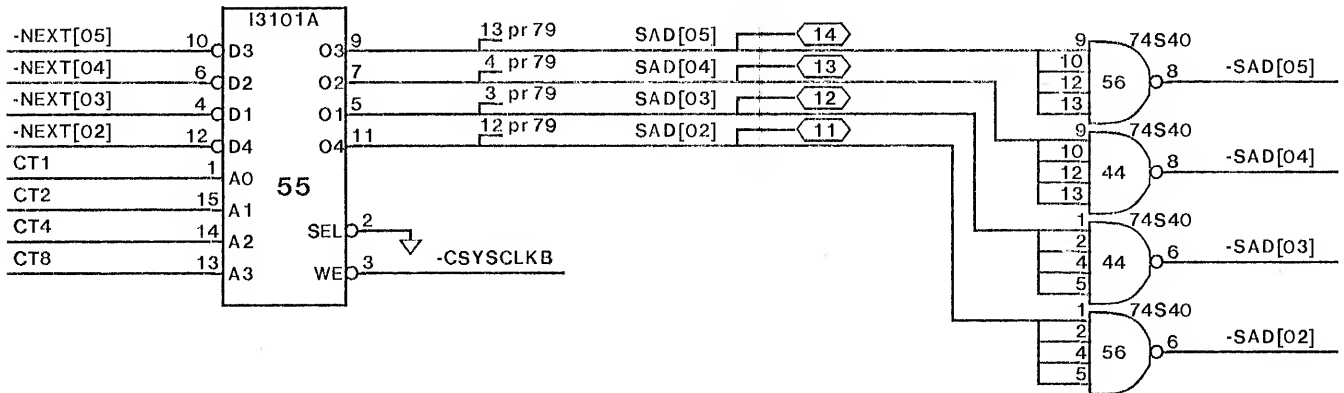 I3101A
-NEXT[05] 10 D3 O3 9 13 pr 79 SAD[05] 14
-NEXT[04] 6 D2 O2 7 4 pr 79 SAD[04] 13
-NEXT[03] 4 D1 O1 5 3 pr 79 SAD[03] 12
-NEXT[02] 12 D4 O4 11 12 pr 79 SAD[02] 11
CT1 1 A0
55
CT2 15 A1
CT4 14 A2 SEL 2
CT8 13 A3 WE 3 -CSYSCLKB
74S40
9 10 12 13 56 8 -SAD[05]
74S40
9 10 12 13 44 8 -SAD[04]
74S40
1 2 4 5 44 6 -SAD[03]
74S40
1 2 4 5 56 6 -SAD[02]